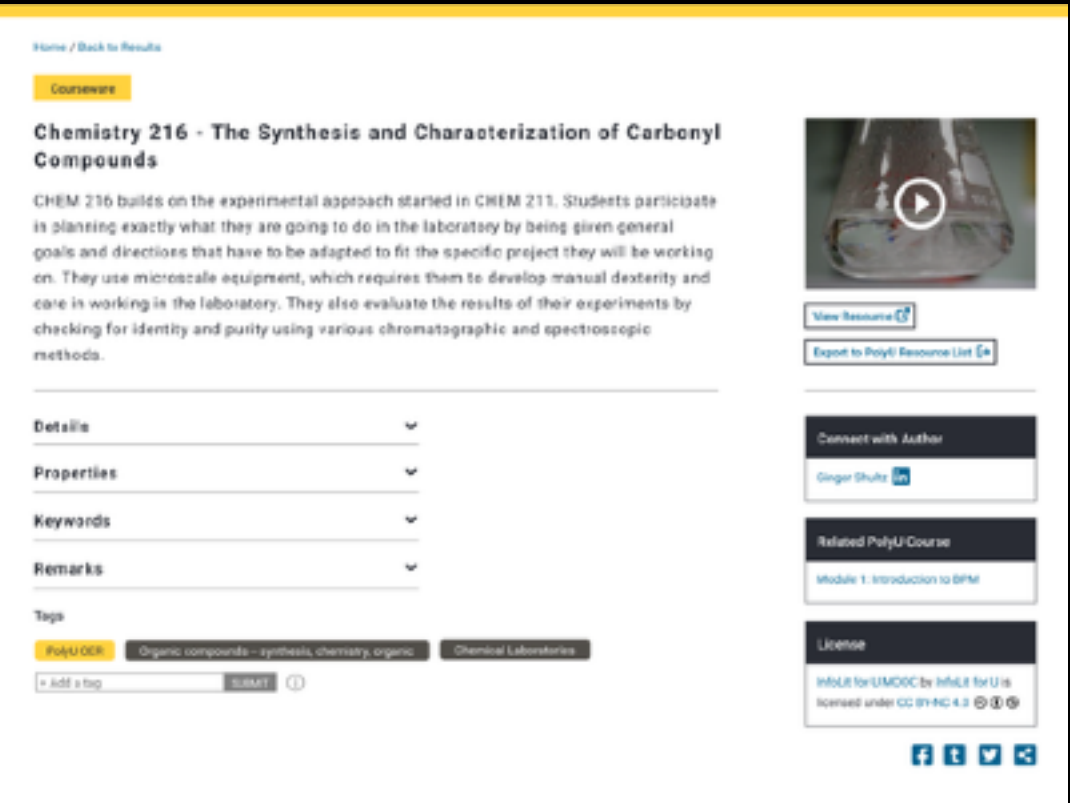 Home / Back to Results
Courseware
Chemistry 216 - The Synthesis and Characterization of Carbonyl
Compounds
CHEM 216 builds on the experimental approach started in CHEM 211. Students participate
in planning exactly what they are going to do in the laboratory by being given general
goals and directions that have to be adapted to fit the specific project they will be working
on. They use microscale equipment, which requires them to develop manual dexterity and
care in working in the laboratory. They also evaluate the results of their experiments by
checking for identity and purity using various chromatographic and spectroscopic
methods.
Details
Properties
Keywords
Remarks
Tags
PolyU OER
Organic compounds - synthesis, chemistry, organic
Chemical Laboratories
+ Add a tag
SUBMIT
View Resource
Export to PolyU Resource List
Connect with Author
Ginger Shultz in
Related PolyU Course
Module 1: Introduction to BPM
License
InfoLit for U MOOC by InfoLit for U is
licensed under CC BY-NC 4.0